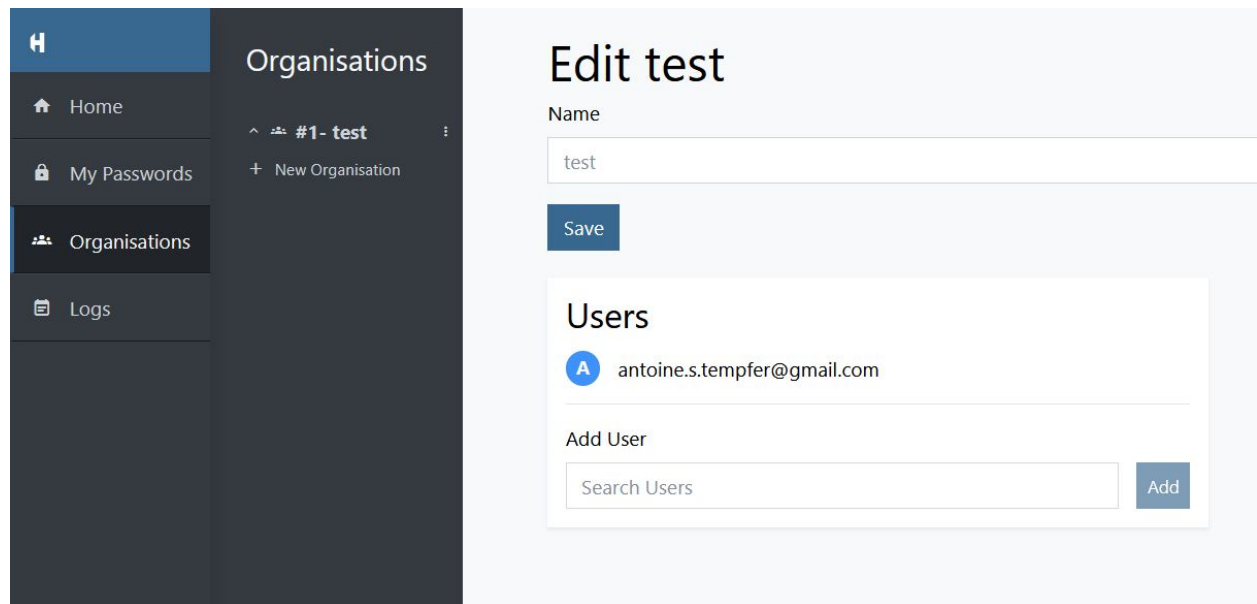 H
Home
My Passwords
Organisations
Logs
Organisations
#1- test
New Organisation
Edit test
Name
test
Save
Users
A antoine.s.tempfer@gmail.com
Add User
Search Users
Add